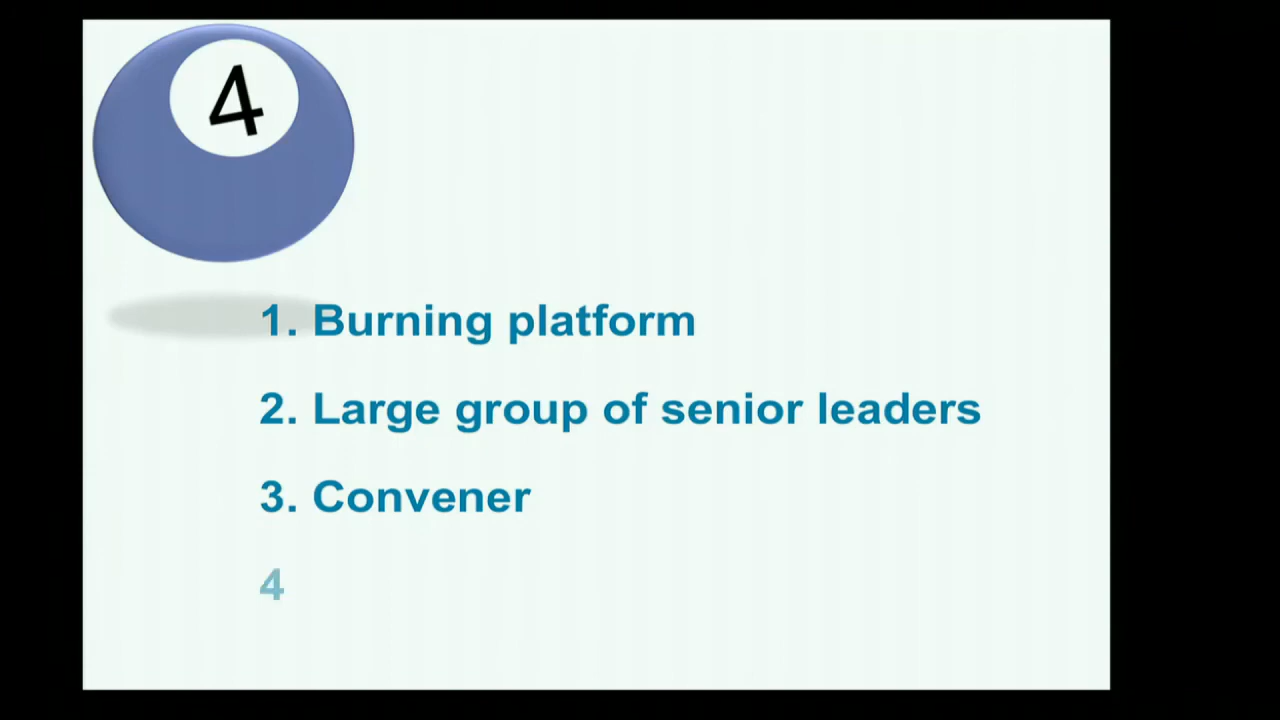 4
1. Burning platform
2. Large group of senior leaders
3. Convener
4